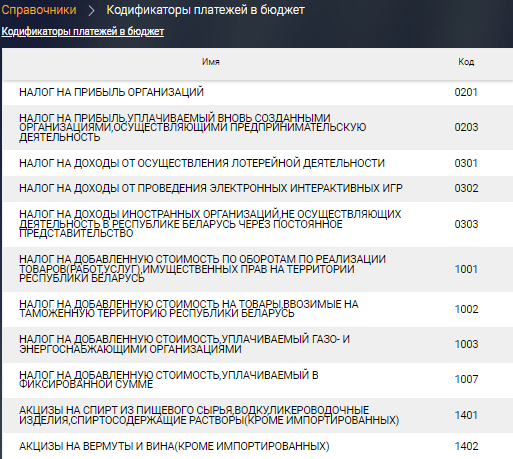 Справочники > Кодификаторы платежей в бюджет
Кодификаторы платежей в бюджет
Имя Код
НАЛОГ НА ПРИБЫЛЬ ОРГАНИЗАЦИЙ 0201
НАЛОГ НА ПРИБЫЛЬ,УПЛАЧИВАЕМЫЙ ВНОВЬ СОЗДАННЫМИ
ОРГАНИЗАЦИЯМИ,ОСУЩЕСТВЛЯЮЩИМИ ПРЕДПРИНИМАТЕЛЬСКУЮ 0203
ДЕЯТЕЛЬНОСТЬ
НАЛОГ НА ДОХОДЫ ОТ ОСУЩЕСТВЛЕНИЯ ЛОТЕРЕЙНОЙ ДЕЯТЕЛЬНОСТИ 0301
НАЛОГ НА ДОХОДЫ ОТ ПРОВЕДЕНИЯ ЭЛЕКТРОННЫХ ИНТЕРАКТИВНЫХ ИГР 0302
НАЛОГ НА ДОХОДЫ ИНОСТРАННЫХ ОРГАНИЗАЦИЙ,НЕ ОСУЩЕСТВЛЯЮЩИХ
ДЕЯТЕЛЬНОСТЬ В РЕСПУБЛИКЕ БЕЛАРУСЬ ЧЕРЕЗ ПОСТОЯННОЕ 0303
ПРЕДСТАВИТЕЛЬСТВО
НАЛОГ НА ДОБАВЛЕННУЮ СТОИМОСТЬ ПО ОБОРОТАМ ПО РЕАЛИЗАЦИИ
ТОВАРОВ(РАБОТ,УСЛУГ),ИМУЩЕСТВЕННЫХ ПРАВ НА ТЕРРИТОРИИ 1001
РЕСПУБЛИКИ БЕЛАРУСЬ
НАЛОГ НА ДОБАВЛЕННУЮ СТОИМОСТЬ НА ТОВАРЫ,ВВОЗИМЫЕ НА
ТАМОЖЕННУЮ ТЕРРИТОРИЮ РЕСПУБЛИКИ БЕЛАРУСЬ 1002
НАЛОГ НА ДОБАВЛЕННУЮ СТОИМОСТЬ,УПЛАЧИВАЕМЫЙ ГАЗО- И
ЭНЕРГОСНАБЖАЮЩИМИ ОРГАНИЗАЦИЯМИ 1003
НАЛОГ НА ДОБАВЛЕННУЮ СТОИМОСТЬ,УПЛАЧИВАЕМЫЙ В
ФИКСИРОВАННОЙ СУММЕ 1007
АКЦИЗЫ НА СПИРТ ИЗ ПИЩЕВОГО СЫРЬЯ,ВОДКУЛИКЕРОВОДОЧНЫЕ
ИЗДЕЛИЯ,СПИРТОСОДЕРЖАЩИЕ РАСТВОРЫ(КРОМЕ ИМПОРТИРОВАННЫХ) 1401
АКЦИЗЫ НА ВЕРМУТЫ И ВИНА(КРОМЕ ИМПОРТИРОВАННЫХ) 1402